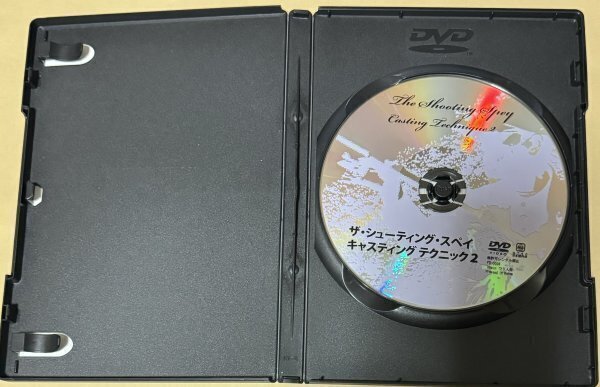 DVD
The Shooting Spey
Casting Technique 2
ザ・シューティング・スペイ
キャスティング テクニック 2
DVD